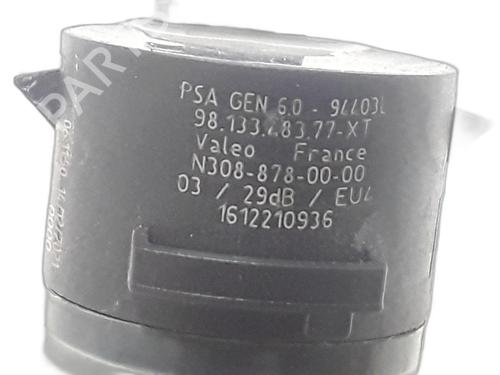 PSA GEN 6.0 - 94403L
98.133.483.77-XT
Valeo France
N308-878-00-00
03 / 29dB / EU4
1612210936